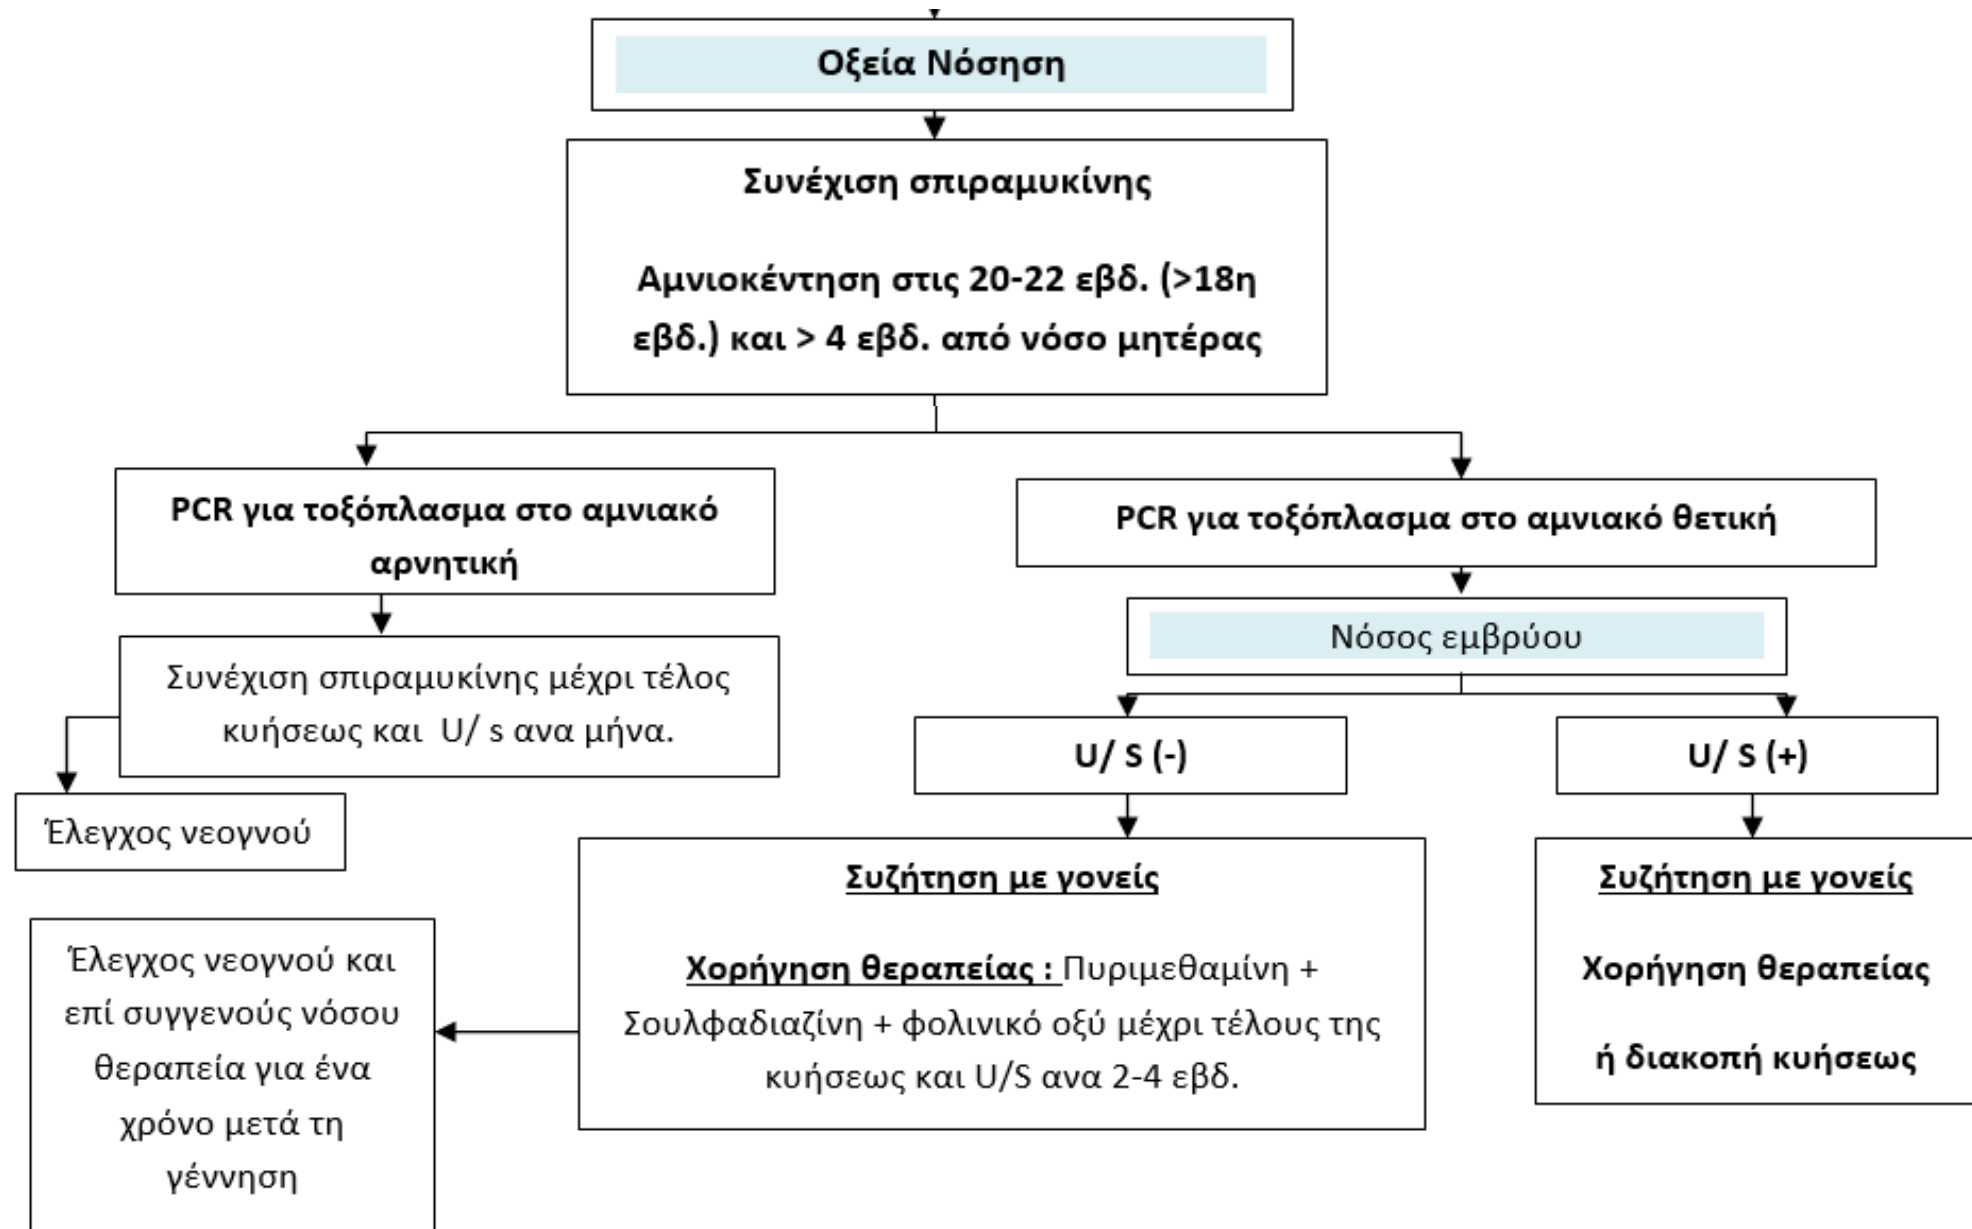 Οξεία Νόσηση
Συνέχιση σπιραμυκίνης
Αμνιοκέντηση στις 20-22 εβδ. (>18η
εβδ.) και > 4 εβδ. από νόσο μητέρας
PCR για τοξόπλασμα στο αμνιακό
αρνητική
PCR για τοξόπλασμα στο αμνιακό θετική
Συνέχιση σπιραμυκίνης μέχρι τέλος
κυήσεως και U/ s ανα μήνα.
Έλεγχος νεογνού
Νόσος εμβρύου
U/ S (-)
U/ S (+)
Συζήτηση με γονείς
Χορήγηση θεραπείας : Πυριμεθαμίνη +
Σουλφαδιαζίνη + φολινικό οξύ μέχρι τέλους της
κυήσεως και U/S ανα 2-4 εβδ.
Συζήτηση με γονείς
Χορήγηση θεραπείας
ή διακοπή κυήσεως
Έλεγχος νεογνού και
επί συγγενούς νόσου
θεραπεία για ένα
χρόνο μετά τη
γέννηση